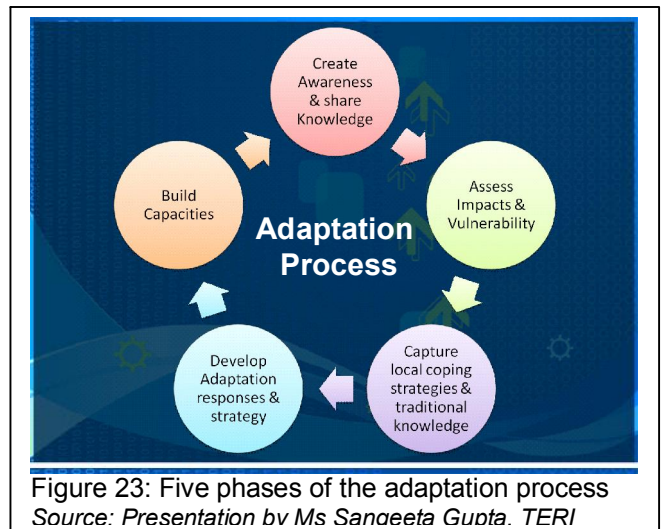 Create
Awareness
& share
Knowledge
Assess
Impacts &
Vulnerability
Capture
local coping
strategies &
traditional
knowledge
Develop
Adaptation
responses &
strategy
Build
Capacities
Adaptation
Process
Figure 23: Five phases of the adaptation process
Source: Presentation by Ms Sangeeta Gupta, TERI